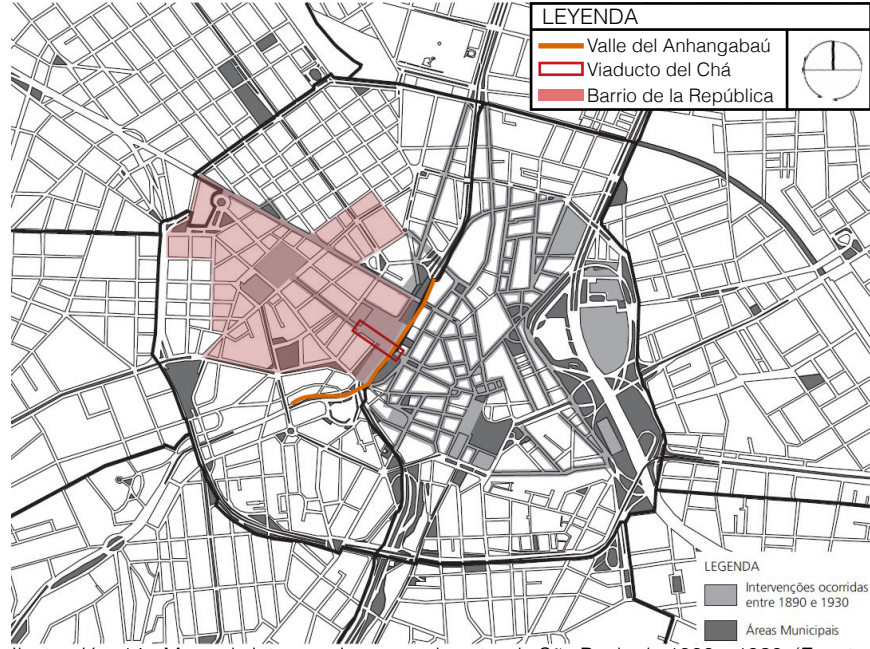 LEYENDA
Valle del Anhangabaú
Viaducto del Chá
Barrio de la República
LEGENDA
Intervenções ocorridas
entre 1890 e 1930
Áreas Municipais